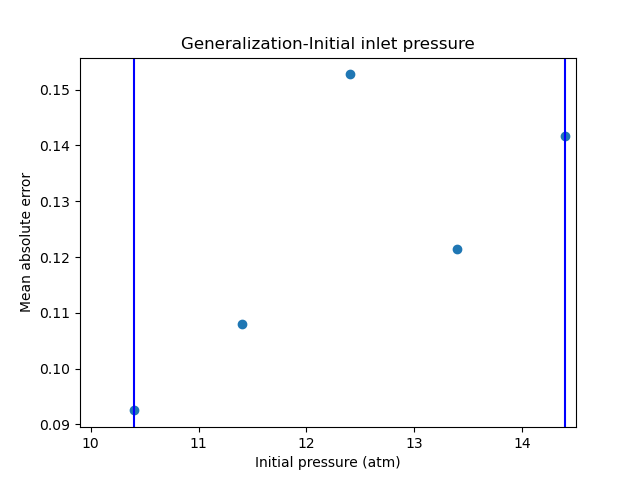 Generalization-Initial inlet pressure
Mean absolute error
0.15
0.14
0.13
0.12
0.11
0.10
0.09
10 11 12 13 14
Initial pressure (atm)